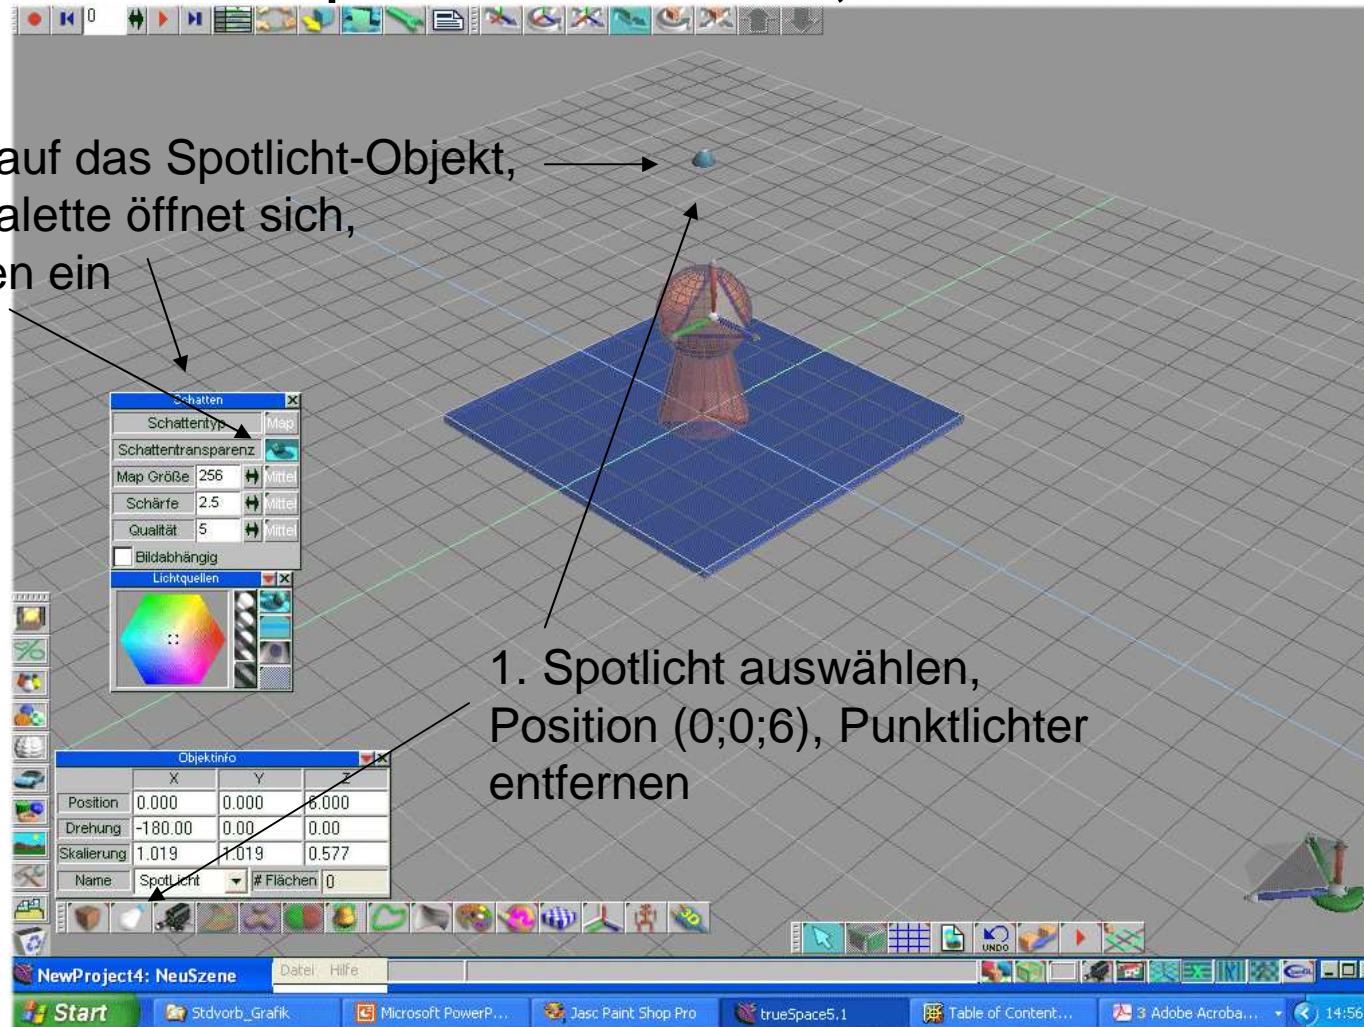 0
auf das Spotlicht-Objekt,
alette öffnet sich,
en ein
Schatten
Schattentyp Map
Schattentransparenz
Map Größe 256 Mittel
Schärfe 2.5 Mittel
Qualität 5 Mittel
Bildabhängig
Lichtquellen
1. Spotlicht auswählen,
Position (0;0;6), Punktlichter
entfernen
Objektinfo
X Y Z
Position 0.000 0.000 6.000
Drehung -180.00 0.00 0.00
Skalierung 1.019 1.019 0.577
Name SpotLicht # Flächen 0
3D
UNDO
NewProject4: NeuSzene Datei Hilfe
Start Stdvorb_Grafik Microsoft PowerP... Jasc Paint Shop Pro trueSpace5.1 Table of Content... 3 Adobe Acroba... 14:56